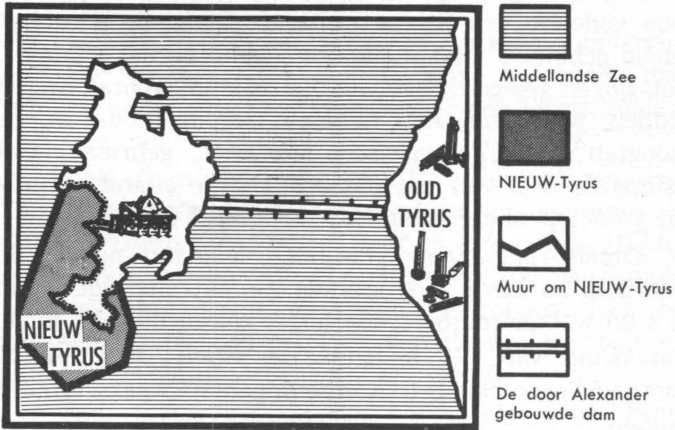 OUD
TYRUS
NIEUW
TYRUS
Middellandse Zee
NIEUW-Tyrus
Muur om NIEUW-Tyrus
De door Alexander
gebouwde dam